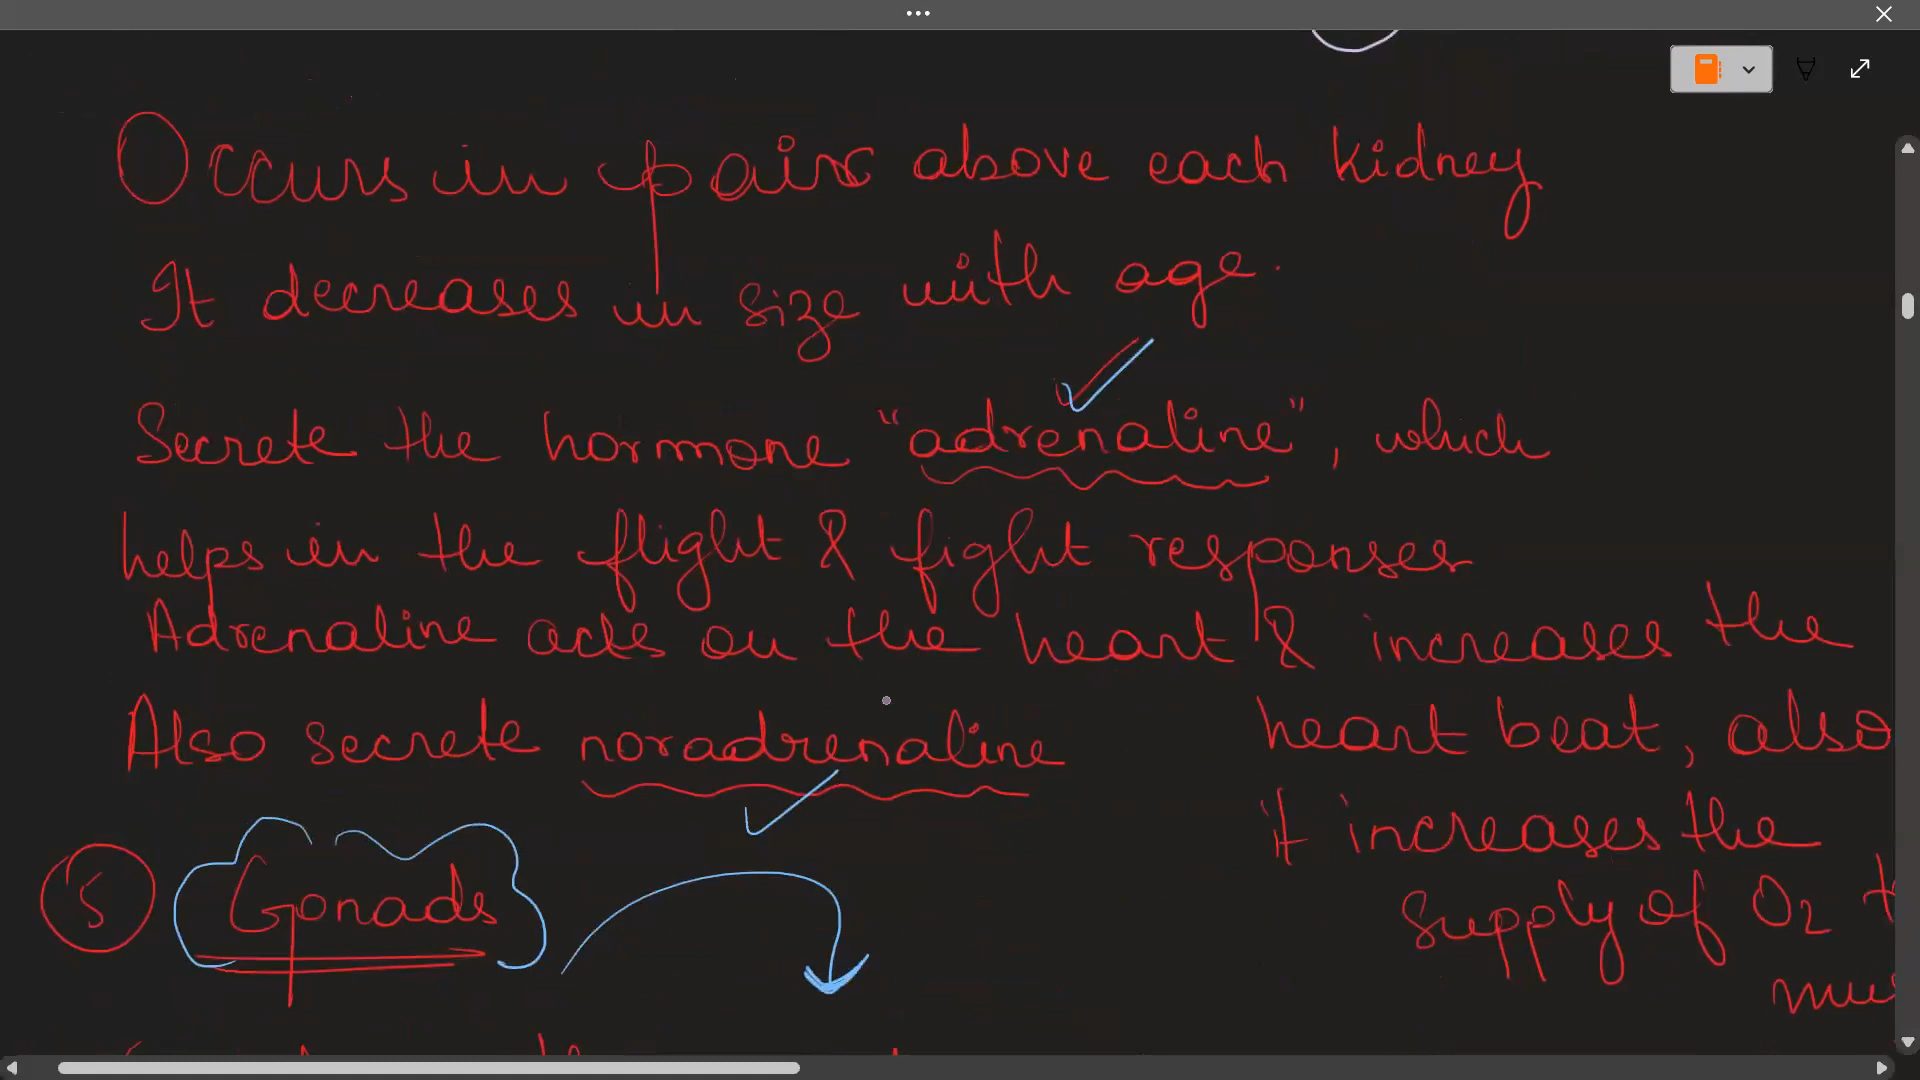 Occurs in pairs above each kidney
It decreases in size with age.
Secrete the hormone "adrenaline", which
helps in the flight & fight responses
Adrenaline acts on the heart & increases the
heart beat, also
it increases the
supply of O2
Also secrete noradrenaline
5 Gonads